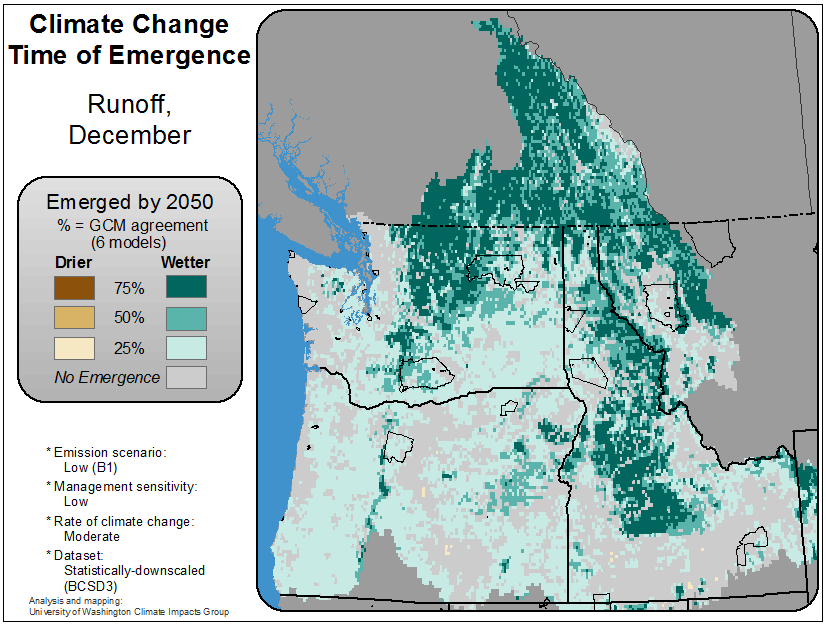 Climate Change
Time of Emergence
Runoff,
December
Emerged by 2050
% = GCM agreement
(6 models)
Drier Wetter
75%
50%
25%
No Emergence
* Emission scenario:
Low (B1)
* Management sensitivity:
Low
* Rate of climate change:
Moderate
* Dataset:
Statistically-downscaled
(BCSD3)
Analysis and mapping:
University of Washington Climate Impacts Group